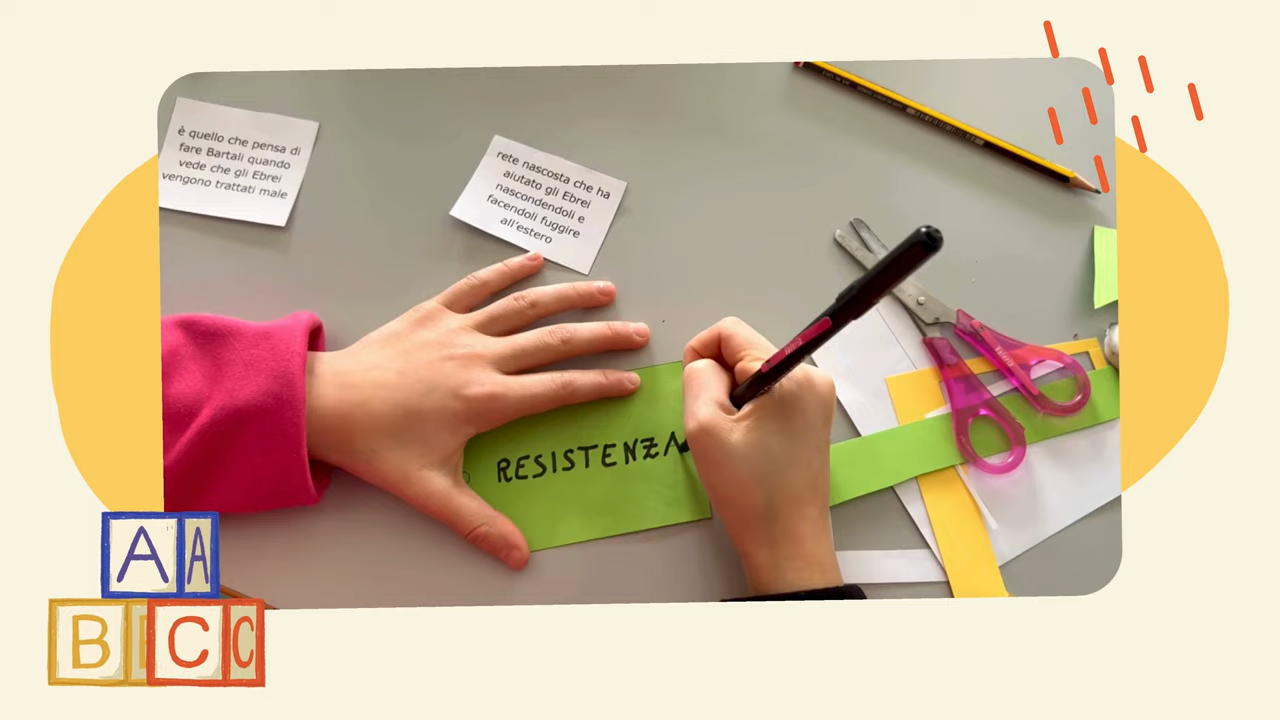 è quello che pensa di
fare Bartali quando
vede che gli Ebrei
vengono trattati male
rete nascosta che ha
aiutato gli Ebrei
nascondendoli e
facendoli fuggire
all'estero
RESISTENZA
A A
B C C